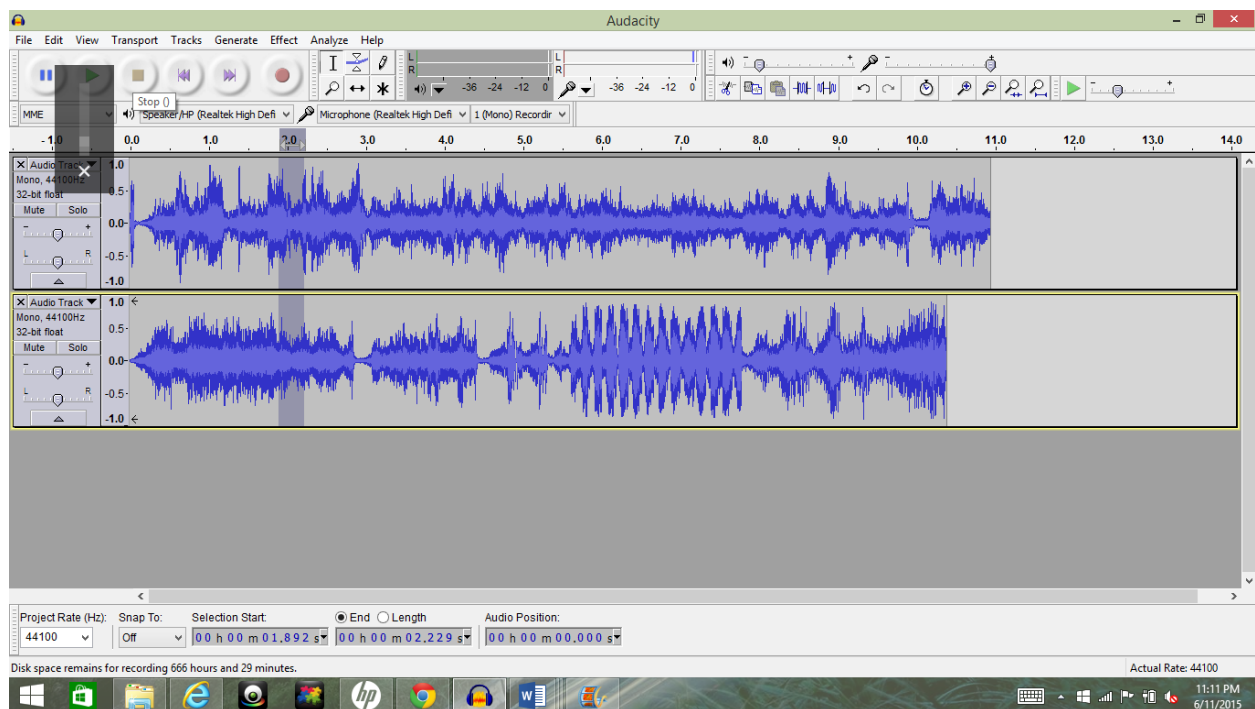 Audacity
File Edit View Transport Tracks Generate Effect Analyze Help
L
R
-36 -24 -12 0
L
R
-36 -24 -12 0
Stop ()
MME
Speaker/HP (Realtek High Defi
Microphone (Realtek High Defi
1 (Mono) Recordir
- 1.0 0.0 1.0 2.0 3.0 4.0 5.0 6.0 7.0 8.0 9.0 10.0 11.0 12.0 13.0 14.0
X Audio Track
Mono, 44100Hz
32-bit float
Mute Solo
- +
L R
1.0
0.5
0.0
-0.5
-1.0
X Audio Track
Mono, 44100Hz
32-bit float
Mute Solo
- +
L R
1.0
0.5
0.0
-0.5
-1.0
Project Rate (Hz): Snap To: Selection Start: End Length Audio Position:
44100 Off 00 h 00 m 01.892 s 00 h 00 m 02.229 s 00 h 00 m 00.000 s
Disk space remains for recording 666 hours and 29 minutes.
Actual Rate: 44100
hp
W
11:11 PM
6/11/2015